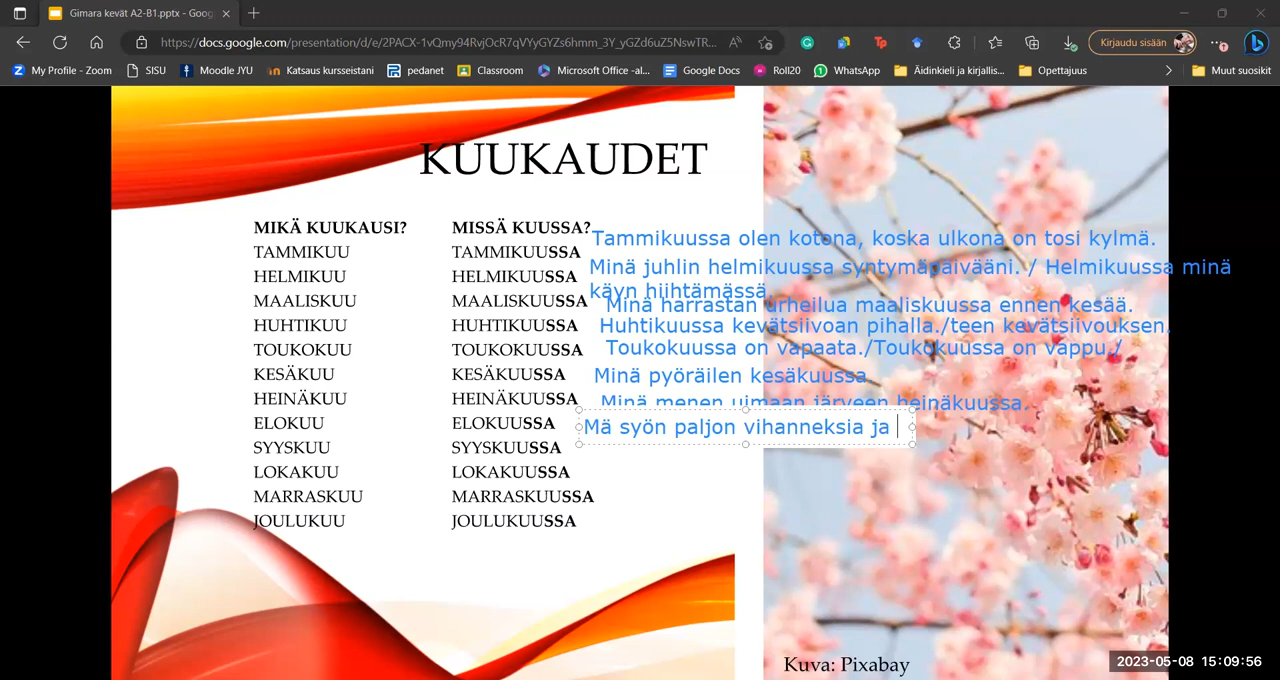 Gimara kevät A2-B1.pptx - Goog
https://docs.google.com/presentation/d/e/2PACX-1vQmy94RvjOcR7qVYyGYZs6hmm_3Y_yGZd6uZ5NswTR...
Kirjaudu sisään
My Profile - Zoom SISU Moodle JYU Katsaus kursseistani pedanet Classroom Microsoft Office -al... Google Docs Roll20 WhatsApp Äidinkieli ja kirjallis... Opettajuus Muut suosikit
KUUKAUDET
MIKÄ KUUKAUSI? MISSÄ KUUSSA?
TAMMIKUU TAMMIKUUSSA Tammikuussa olen kotona, koska ulkona on tosi kylmä.
HELMIKUU HELMIKUUSSA Minä juhlin helmikuussa syntymäpäivääni. / Helmikuussa minä
käyn hiihtämässä
MAALISKUU MAALISKUUSSA Minä harrastan urheilua maaliskuussa ennen kesää.
HUHTIKUU HUHTIKUUSSA Huhtikuussa kevätsiivoan pihalla./teen kevätsiivouksen.
TOUKOKUU TOUKOKUUSSA Toukokuussa on vapaata./Toukokuussa on vappu./
KESÄKUU KESÄKUUSSA Minä pyöräilen kesäkuussa.
HEINÄKUU HEINÄKUUSSA Minä menen uimaan järveen heinäkuussa.
ELOKUU ELOKUUSSA Mä syön paljon vihanneksia ja
SYYSKUU SYYSKUUSSA
LOKAKUU LOKAKUUSSA
MARRASKUU MARRASKUUSSA
JOULUKUU JOULUKUUSSA
Kuva: Pixabay
2023-05-08 15:09:56